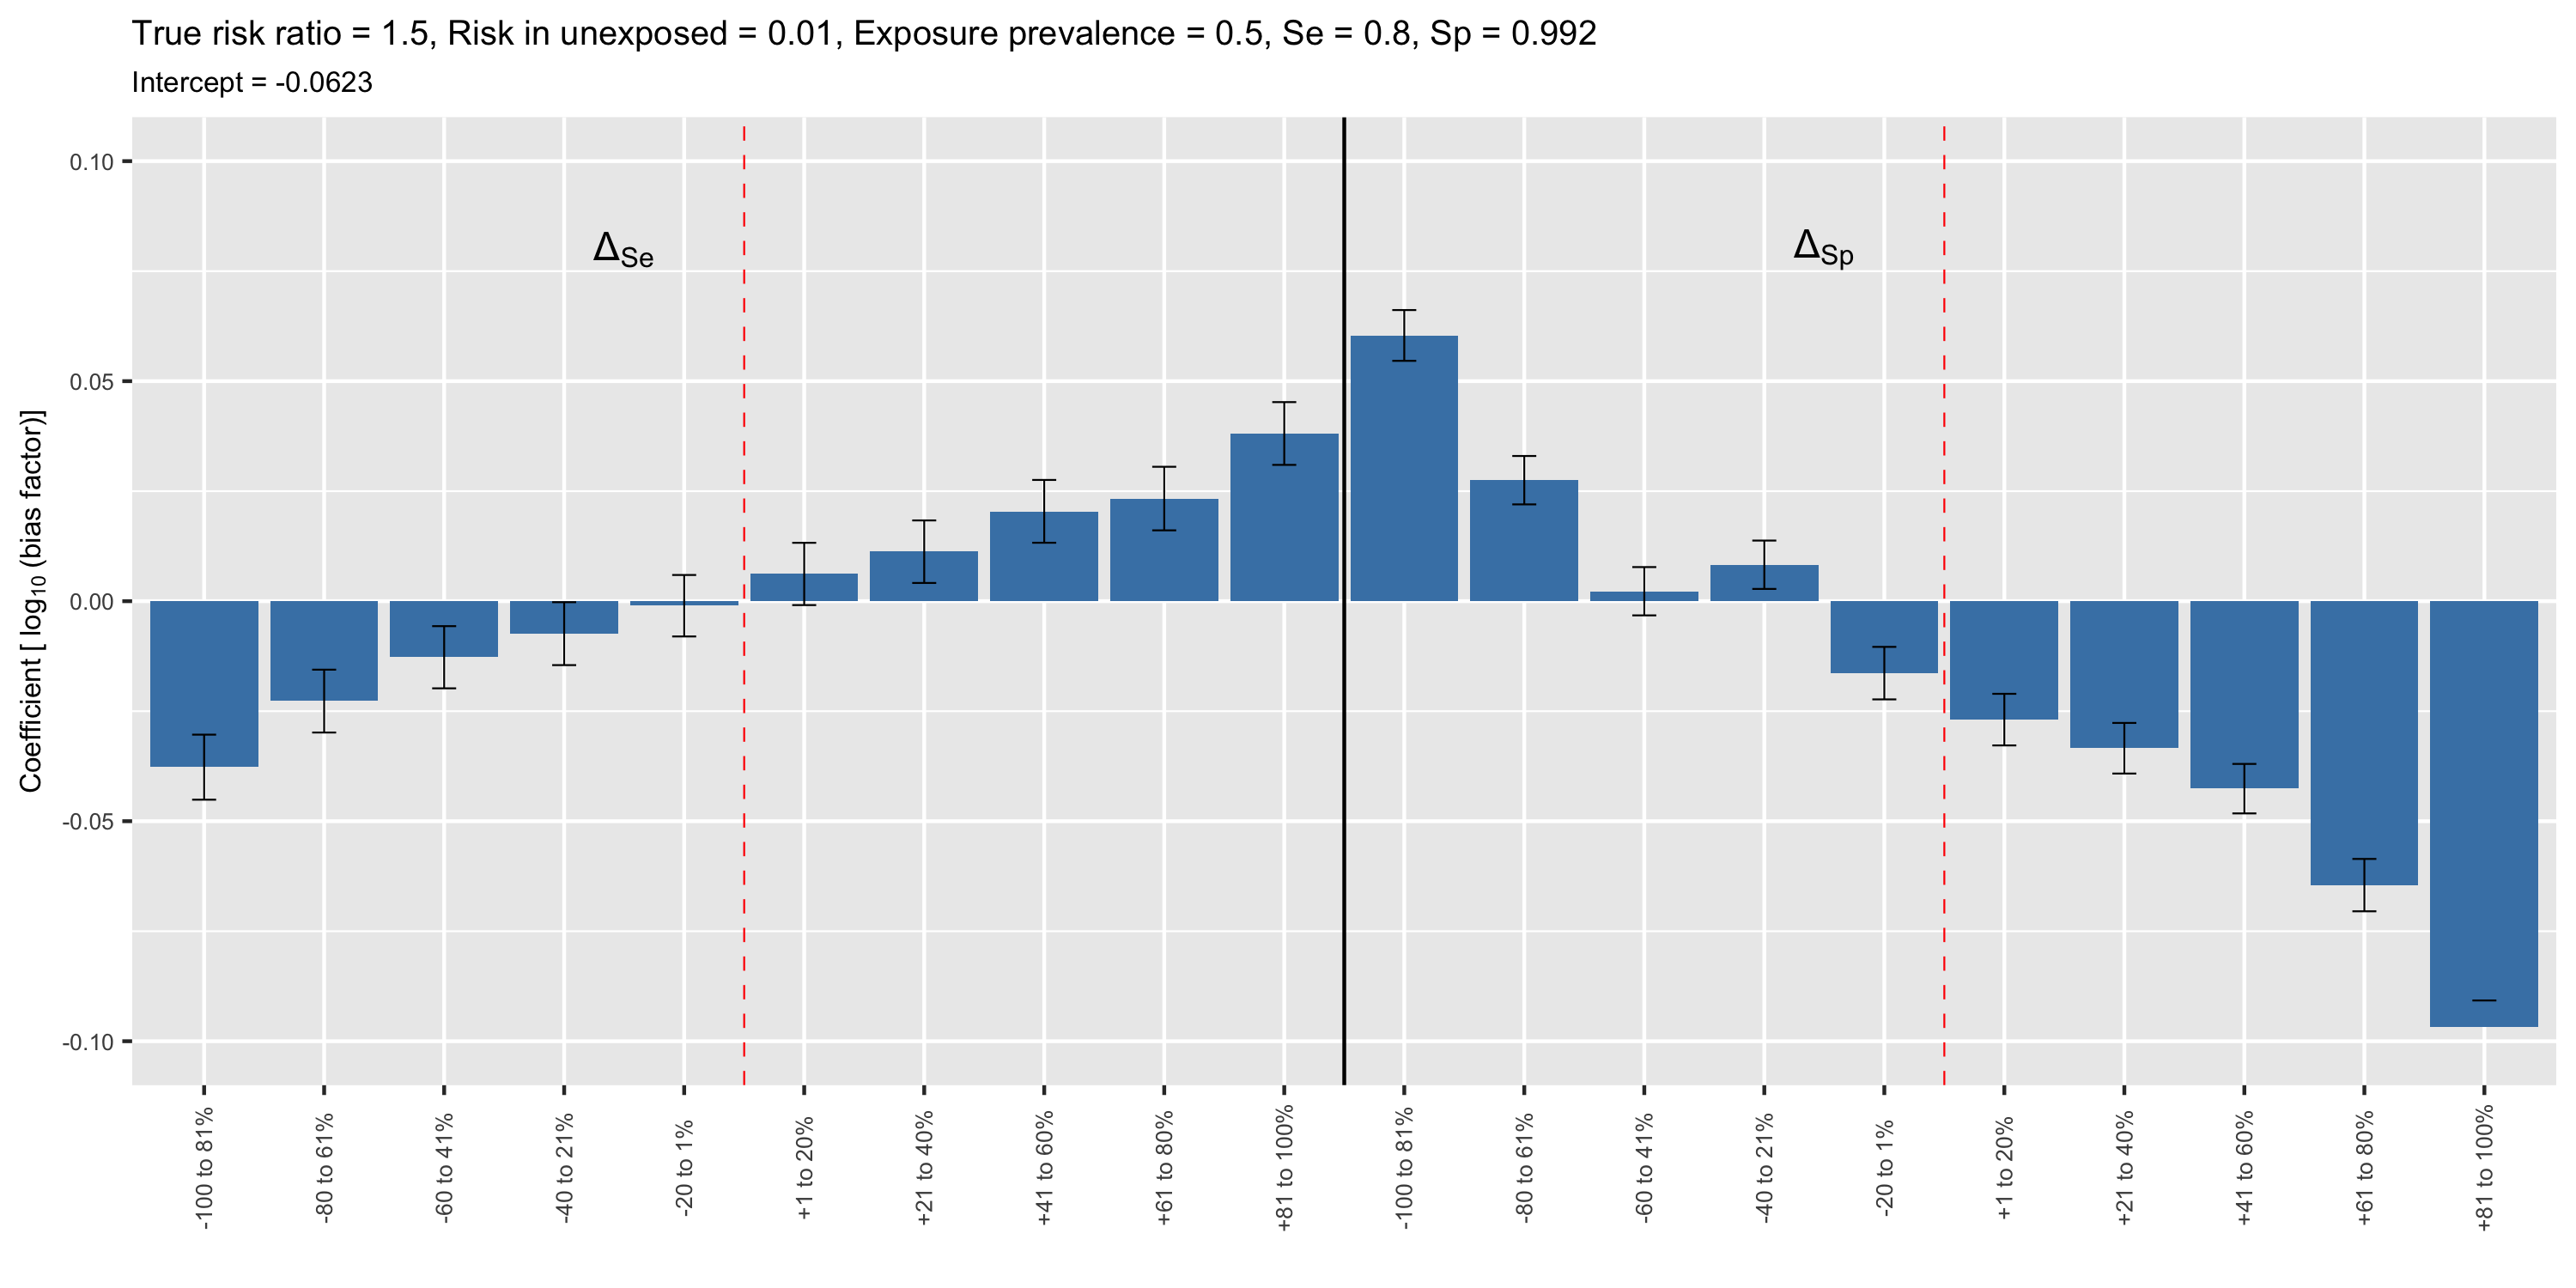 True risk ratio = 1.5, Risk in unexposed = 0.01, Exposure prevalence = 0.5, Se = 0.8, Sp = 0.992
Intercept = -0.0623
Coefficient [ log10 (bias factor)]
0.10
0.05
0.00
-0.05
-0.10
ΔSe
ΔSp
-100 to 81%
-80 to 61%
-60 to 41%
-40 to 21%
-20 to 1%
+1 to 20%
+21 to 40%
+41 to 60%
+61 to 80%
+81 to 100%
-100 to 81%
-80 to 61%
-60 to 41%
-40 to 21%
-20 to 1%
+1 to 20%
+21 to 40%
+41 to 60%
+61 to 80%
+81 to 100%